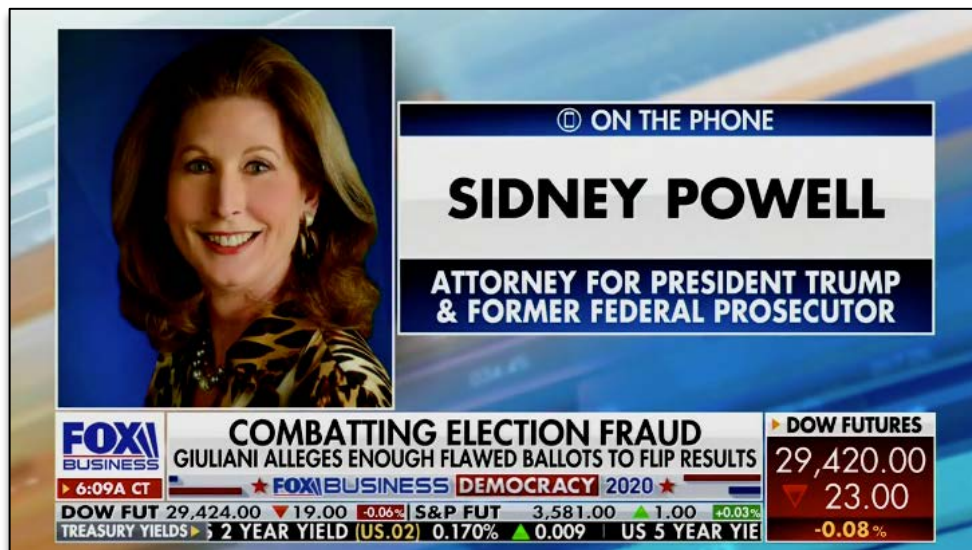 ON THE PHONE
SIDNEY POWELL
ATTORNEY FOR PRESIDENT TRUMP
& FORMER FEDERAL PROSECUTOR
FOX
BUSINESS
6:09A CT
COMBATTING ELECTION FRAUD
GIULIANI ALLEGES ENOUGH FLAWED BALLOTS TO FLIP RESULTS
FOX BUSINESS DEMOCRACY 2020
DOW FUTURES
29,420.00
23.00
-0.08%
DOW FUT 29,424.00 19.00 -0.06% S&P FUT 3,581.00 1.00 +0.03%
TREASURY YIELDS 2 YEAR YIELD (US.02) 0.170% 0.009 US 5 YEAR YIE